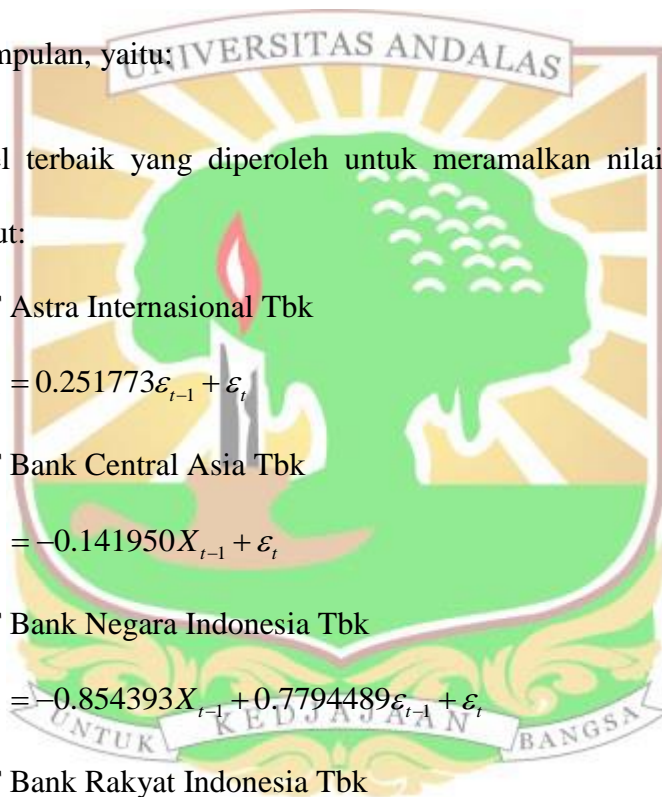 UNIVERSITAS ANDALAS
mpulan, yaitu:
l terbaik yang diperoleh untuk meramalkan nilai
ut:
Astra Internasional Tbk
= 0.251773ε_{t-1} + ε_t
Bank Central Asia Tbk
= -0.141950X_{t-1} + ε_t
Bank Negara Indonesia Tbk
= -0.854393X_{t-1} + 0.7794489ε_{t-1} + ε_t
UNTUK KEDJAJAAN BANGSA
Bank Rakyat Indonesia Tbk